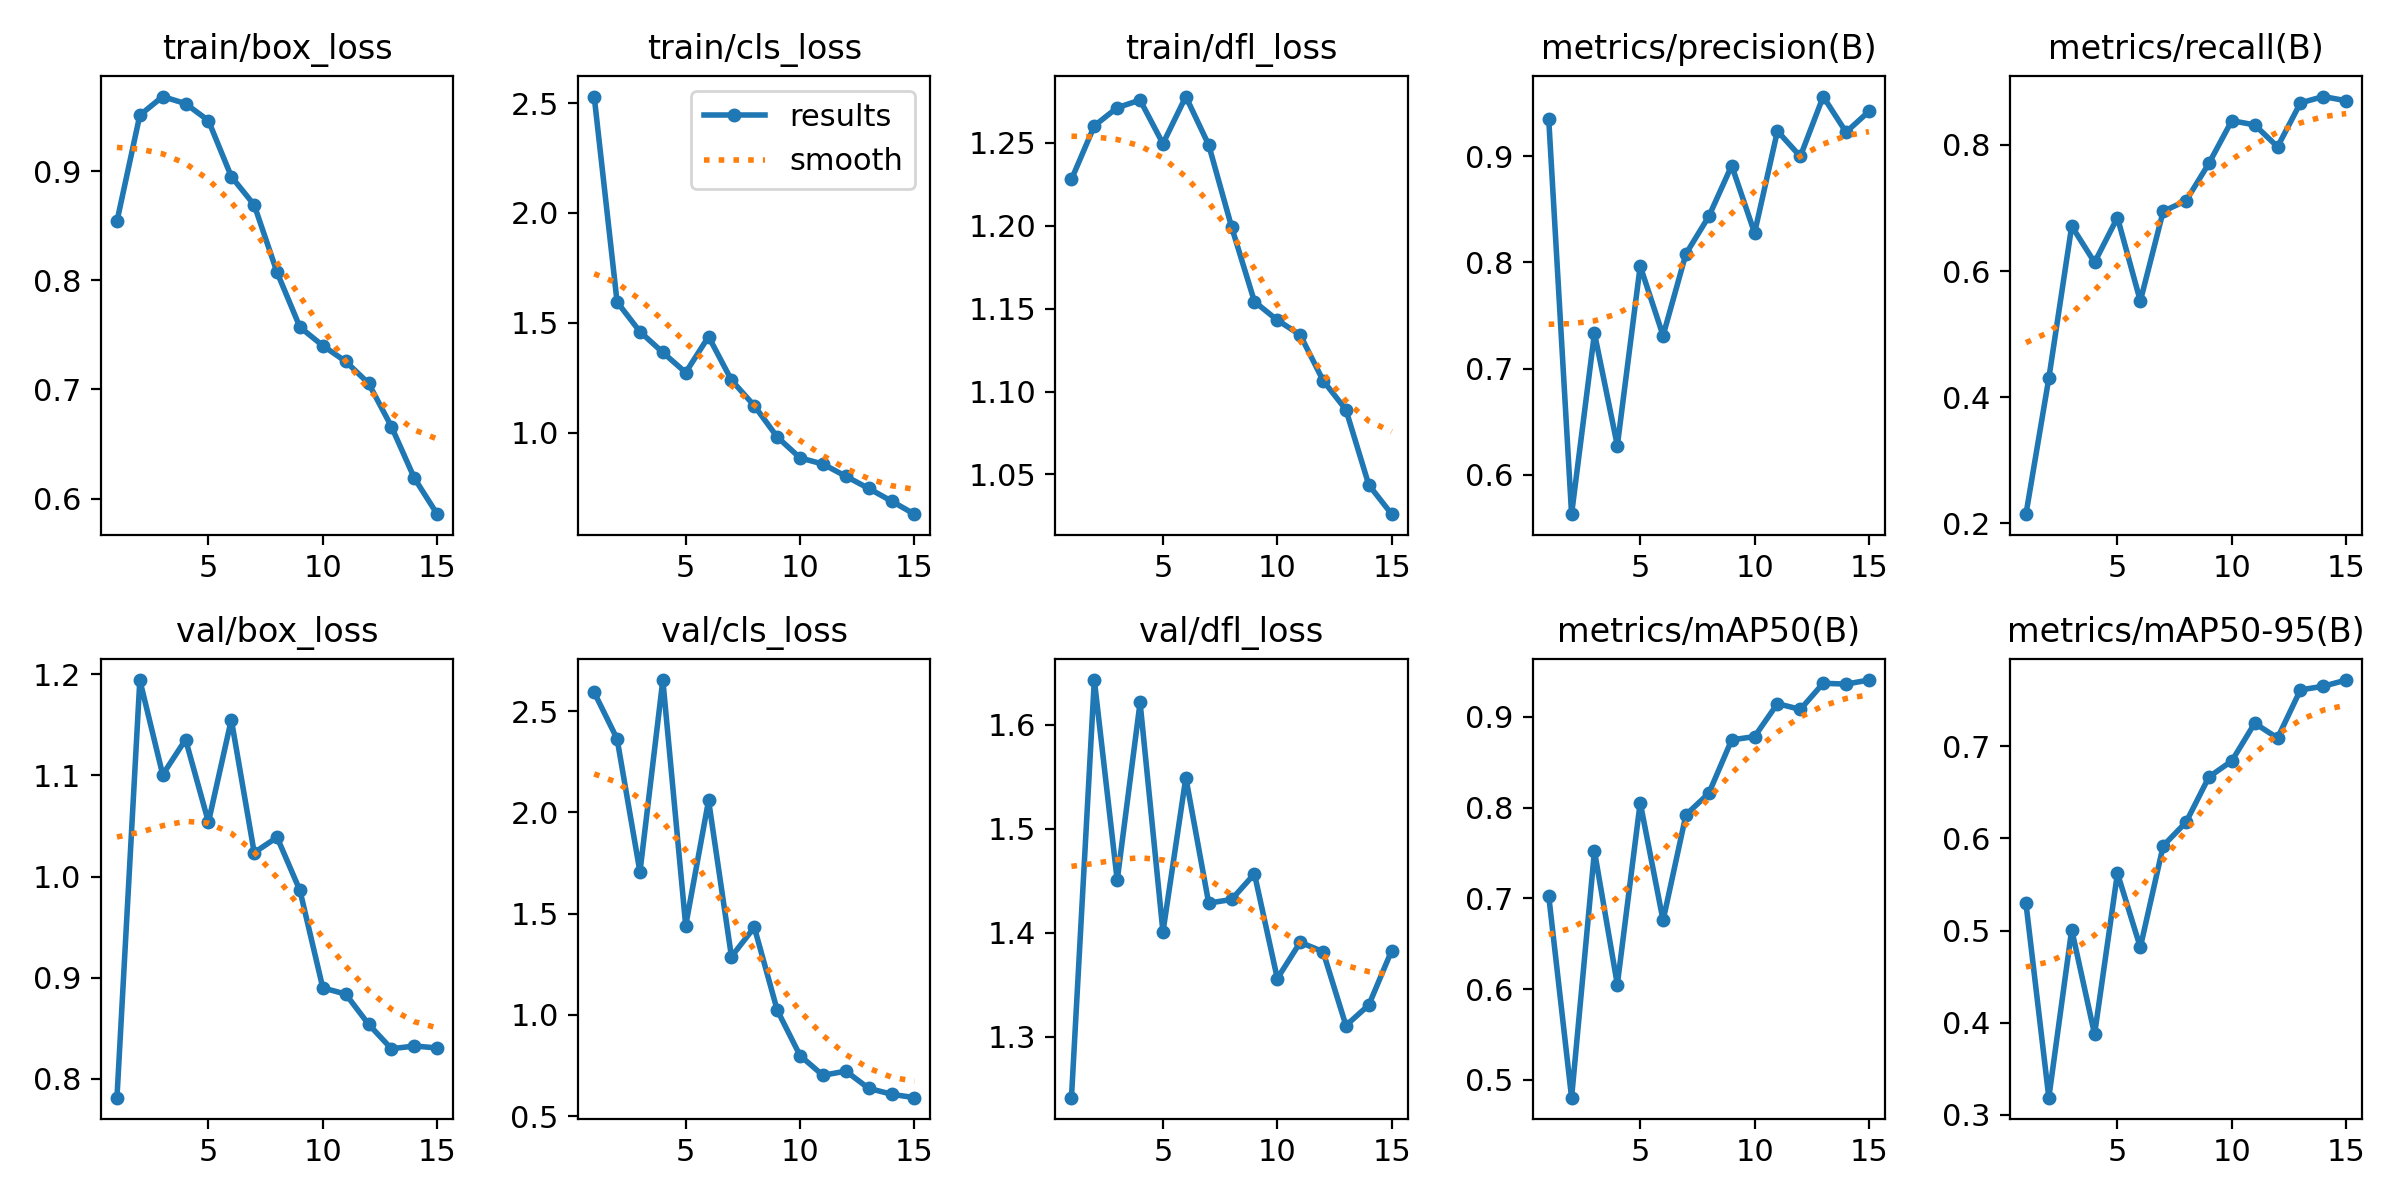 train/box_loss
train/cls_loss
train/dfl_loss
metrics/precision(B)
metrics/recall(B)
0.9
0.8
0.7
0.6
5 10 15
2.5
2.0
1.5
1.0
results
smooth
5 10 15
1.25
1.20
1.15
1.10
1.05
5 10 15
0.9
0.8
0.7
0.6
5 10 15
0.8
0.6
0.4
0.2
5 10 15
val/box_loss
val/cls_loss
val/dfl_loss
metrics/mAP50(B)
metrics/mAP50-95(B)
1.2
1.1
1.0
0.9
0.8
5 10 15
2.5
2.0
1.5
1.0
0.5
5 10 15
1.6
1.5
1.4
1.3
5 10 15
0.9
0.8
0.7
0.6
0.5
5 10 15
0.7
0.6
0.5
0.4
0.3
5 10 15